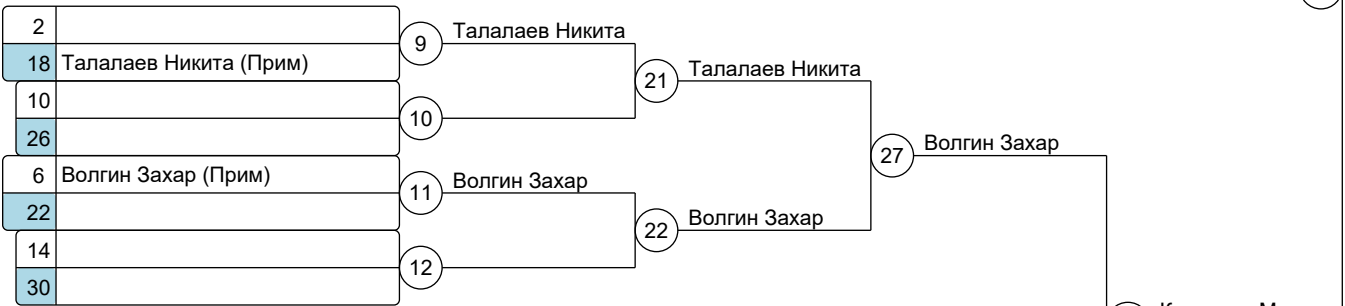 2
18 Талалаев Никита (Прим)
9 Талалаев Никита
10
26
10
21 Талалаев Никита
6 Волгин Захар (Прим)
22
11 Волгин Захар
14
30
12
22 Волгин Захар
27 Волгин Захар